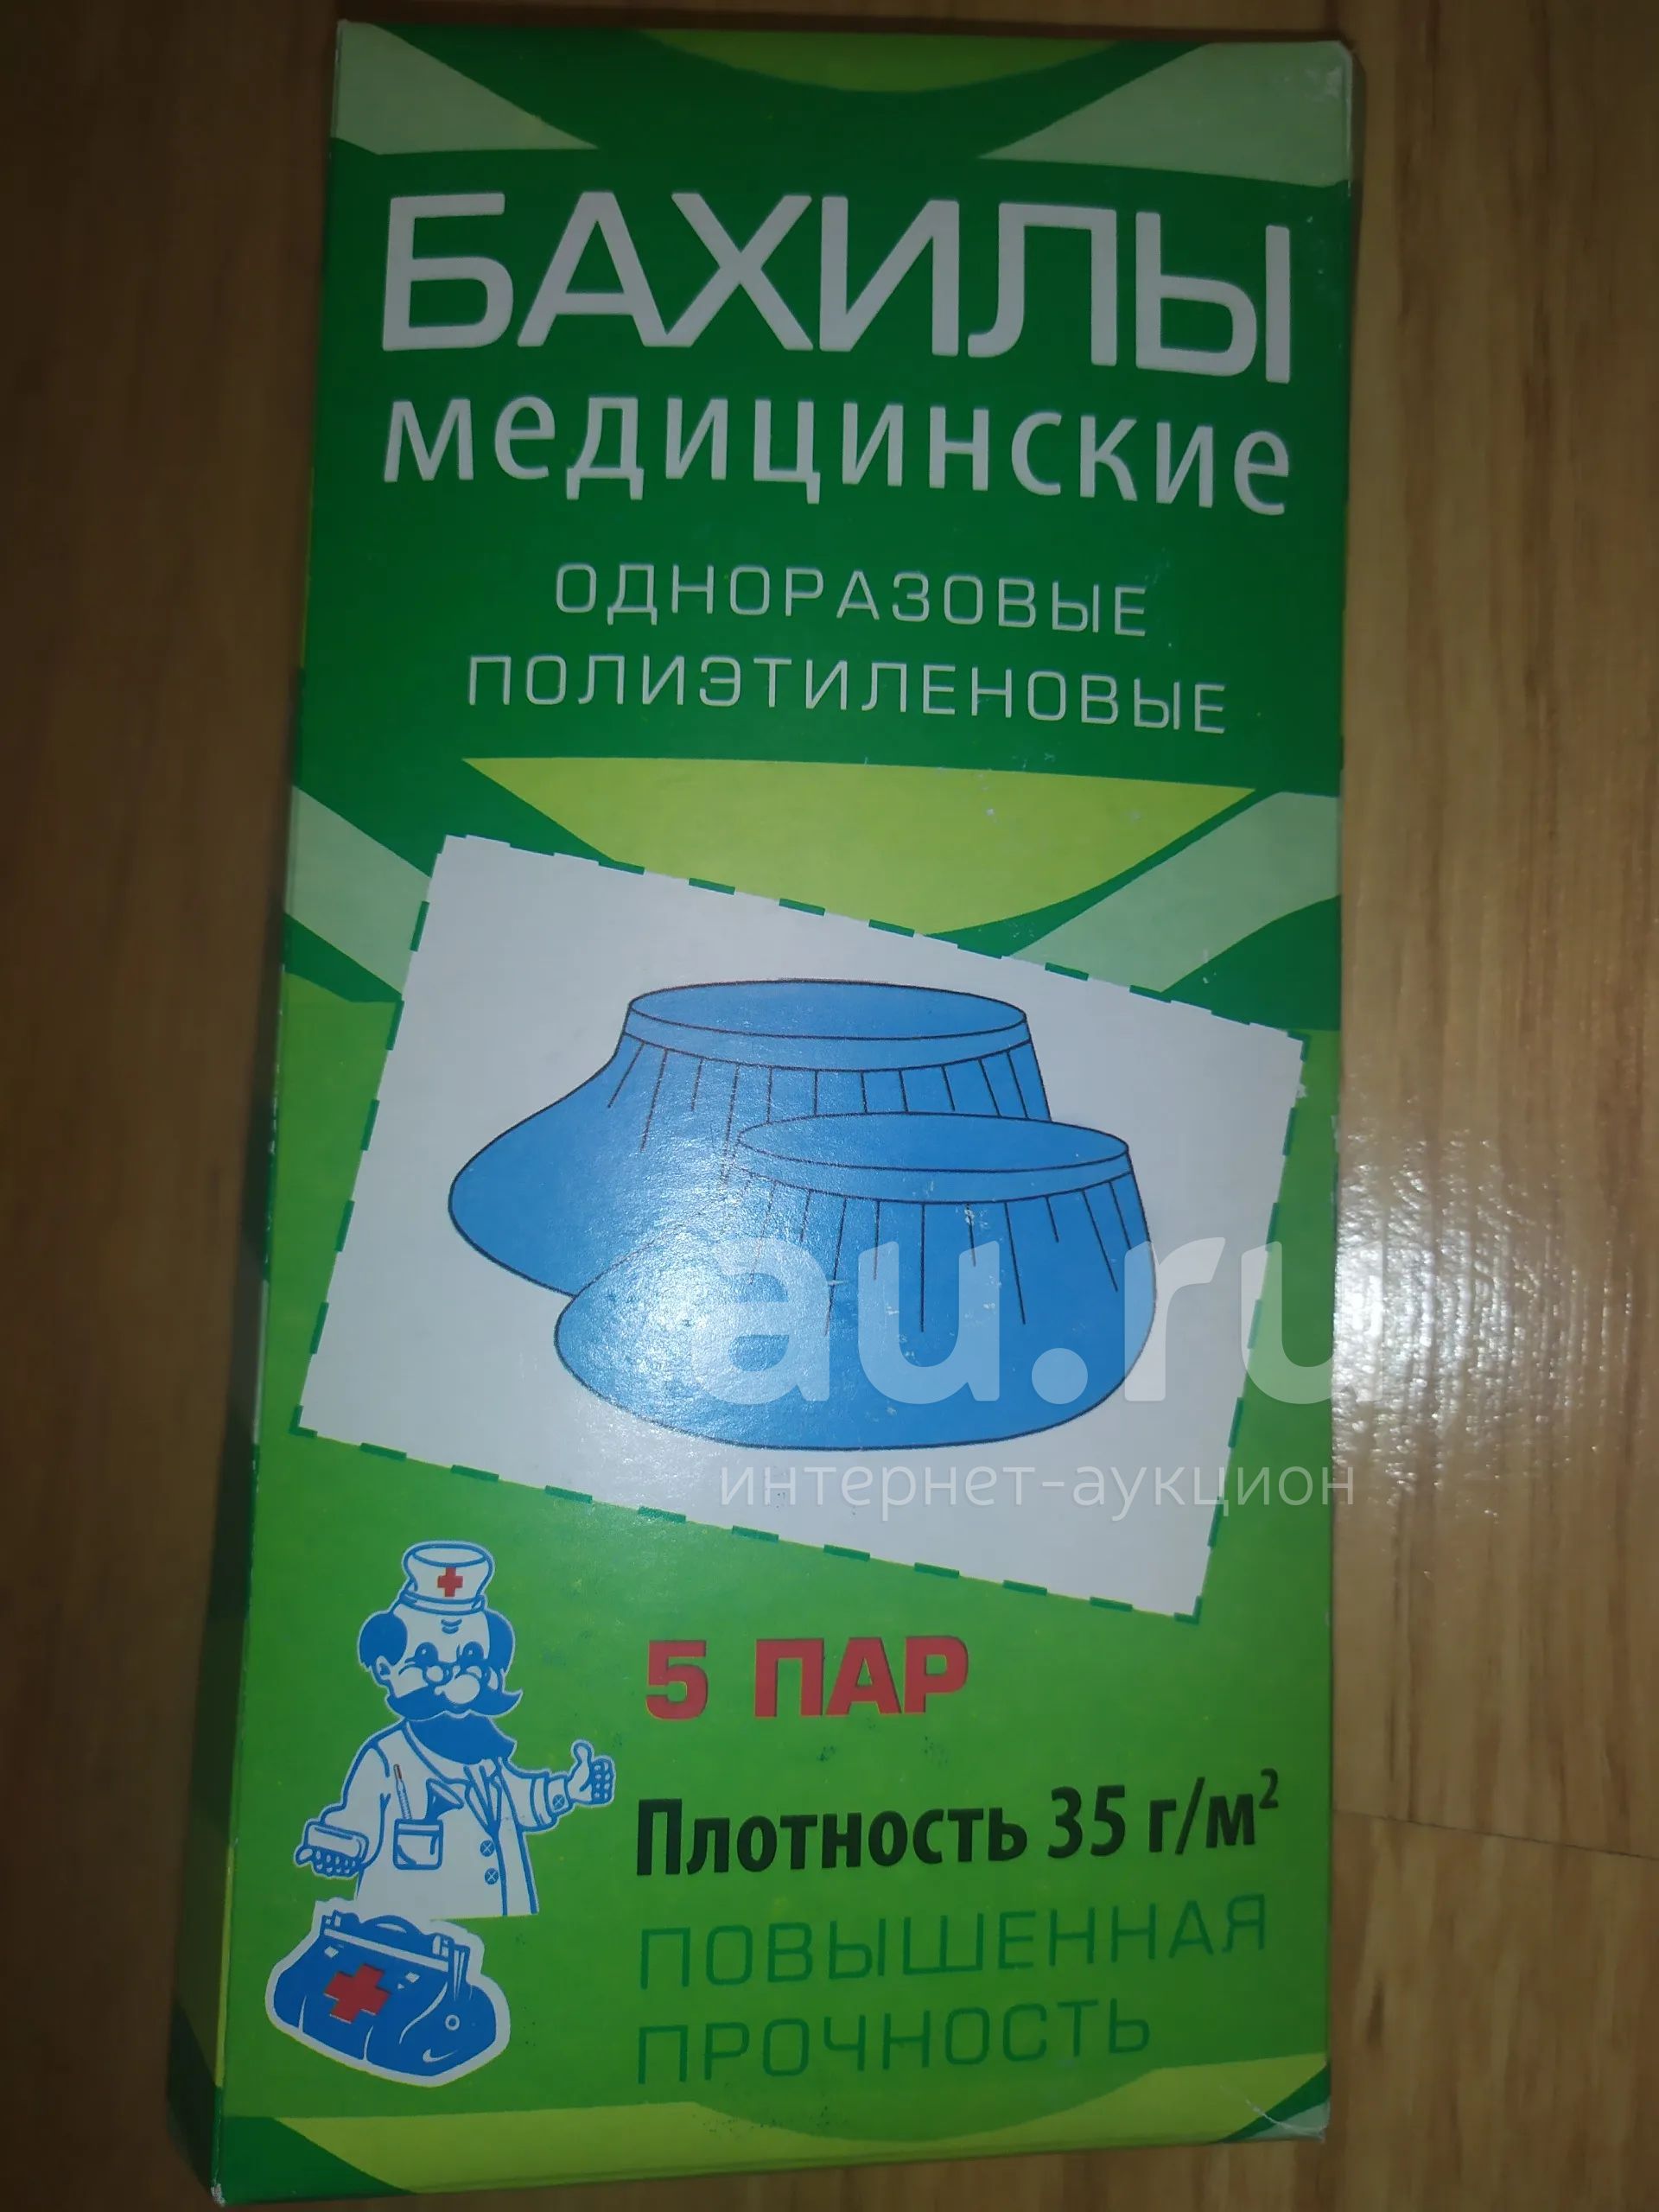 БАХИЛЫ
медицинские
ОДНОРАЗОВЫЕ
ПОЛИЭТИЛЕНОВЫЕ
au.ru
интернет-аукцион
5 ПАР
Плотность 35 г/м²
ПОВЫШЕННАЯ
ПРОЧНОСТЬ